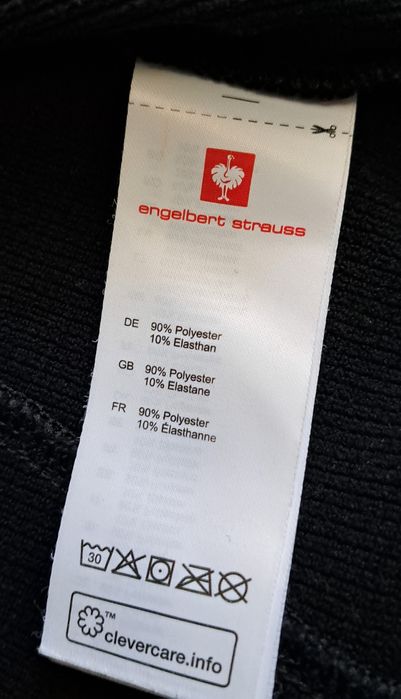 engelbert strauss
DE 90% Polyester
10% Elasthan
GB 90% Polyester
10% Elastane
FR 90% Polyester
10% Élasthanne
30
™
clevercare.info